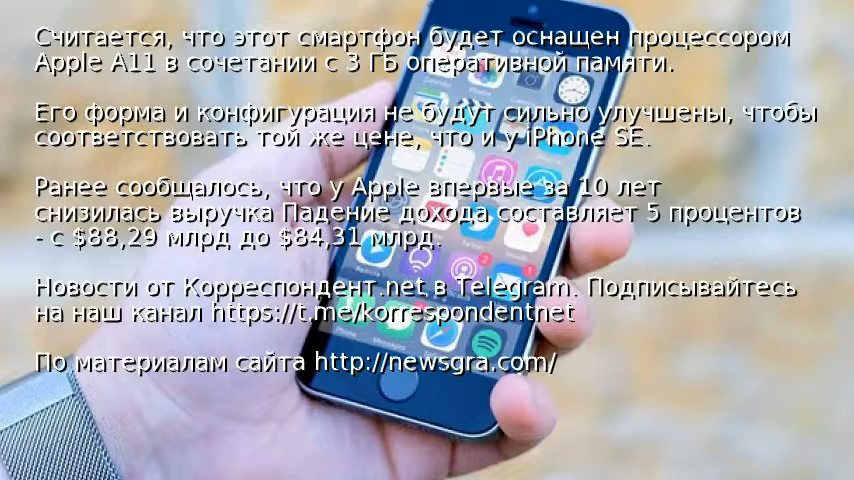 Считается, что этот смартфон будет оснащен процессором
Apple A11 в сочетании с 3 ГБ оперативной памяти.
Его форма и конфигурация не будут сильно улучшены, чтобы
соответствовать той же цене, что и у iPhone SE.
Ранее сообщалось, что у Apple впервые за 10 лет
снизилась выручка Падение дохода составляет 5 процентов
- с $88,29 млрд до $84,31 млрд.
Новости от Корреспондент.net в Telegram. Подписывайтесь
на наш канал https://t.me/korrespondentnet
По материалам сайта http://newsgra.com/